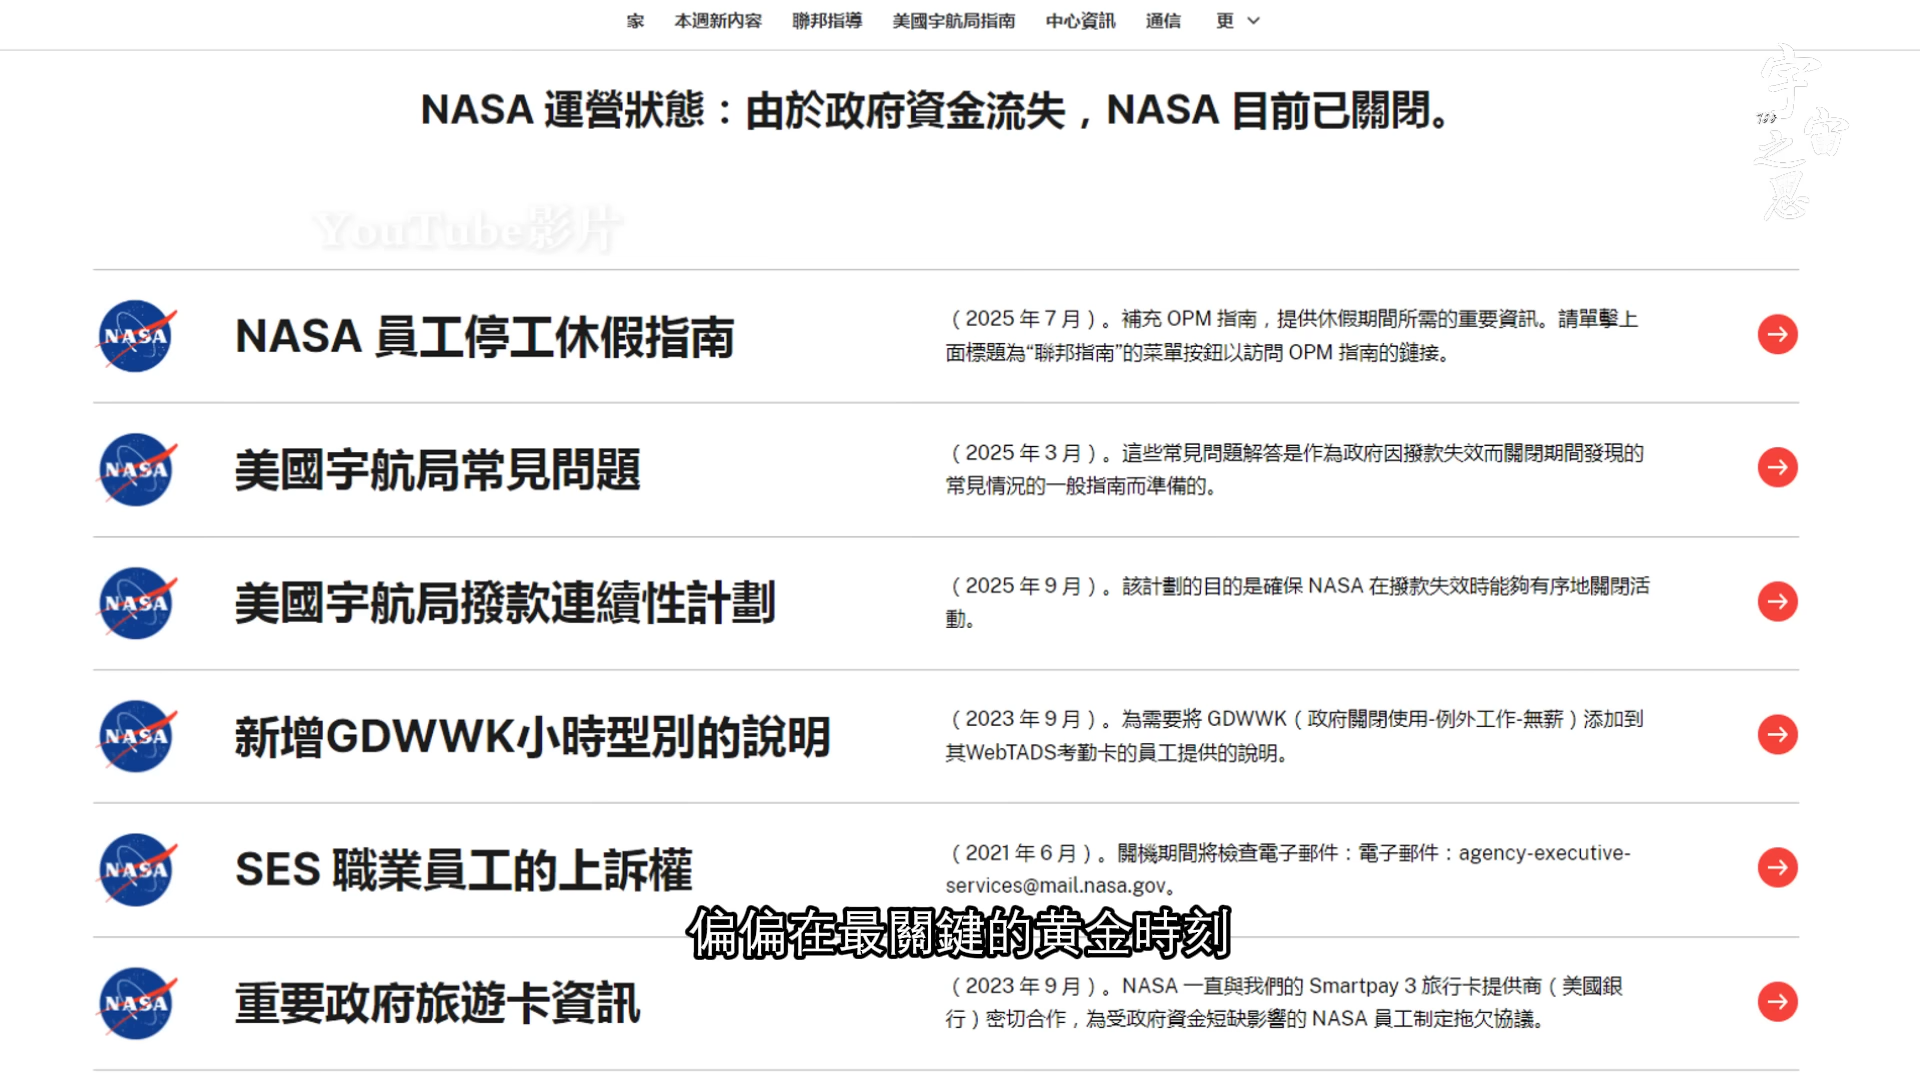 家 本週新內容 聯邦指導 美國宇航局指南 中心資訊 通信 更
NASA 運營狀態：由於政府資金流失，NASA 目前已關閉。
宇宙之思
YouTube影片
NASA
NASA 員工停工休假指南
（2025 年 7 月）。補充 OPM 指南，提供休假期間所需的重要資訊。請單擊上
面標題為“聯邦指南”的菜單按鈕以訪問 OPM 指南的鏈接。
NASA
美國宇航局常見問題
（2025 年 3 月）。這些常見問題解答是作為政府因撥款失效而關閉期間發現的
常見情況的一般指南而準備的。
NASA
美國宇航局撥款連續性計劃
（2025 年 9 月）。該計劃的目的是確保 NASA 在撥款失效時能夠有序地關閉活
動。
NASA
新增GDWWK小時型別的說明
（2023 年 9 月）。為需要將 GDWWK（政府關閉使用-例外工作-無薪）添加到
其WebTADS考勤卡的員工提供的說明。
NASA
SES 職業員工的上訴權
（2021 年 6 月）。關機期間將檢查電子郵件：電子郵件：agency-executive-
services@mail.nasa.gov。
偏偏在最關鍵的黄金時刻
NASA
重要政府旅遊卡資訊
（2023 年 9 月）。NASA 一直與我們的 Smartpay 3 旅行卡提供商（美國銀
行）密切合作，為受政府資金短缺影響的 NASA 員工制定拖欠協議。